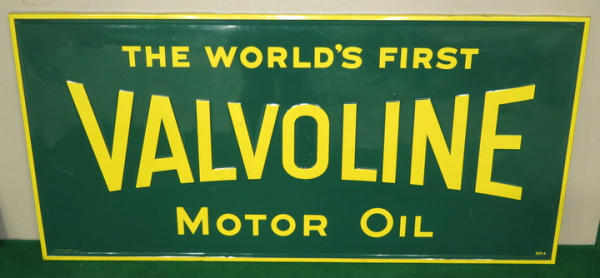 THE WORLD'S FIRST
VALVOLINE
MOTOR OIL